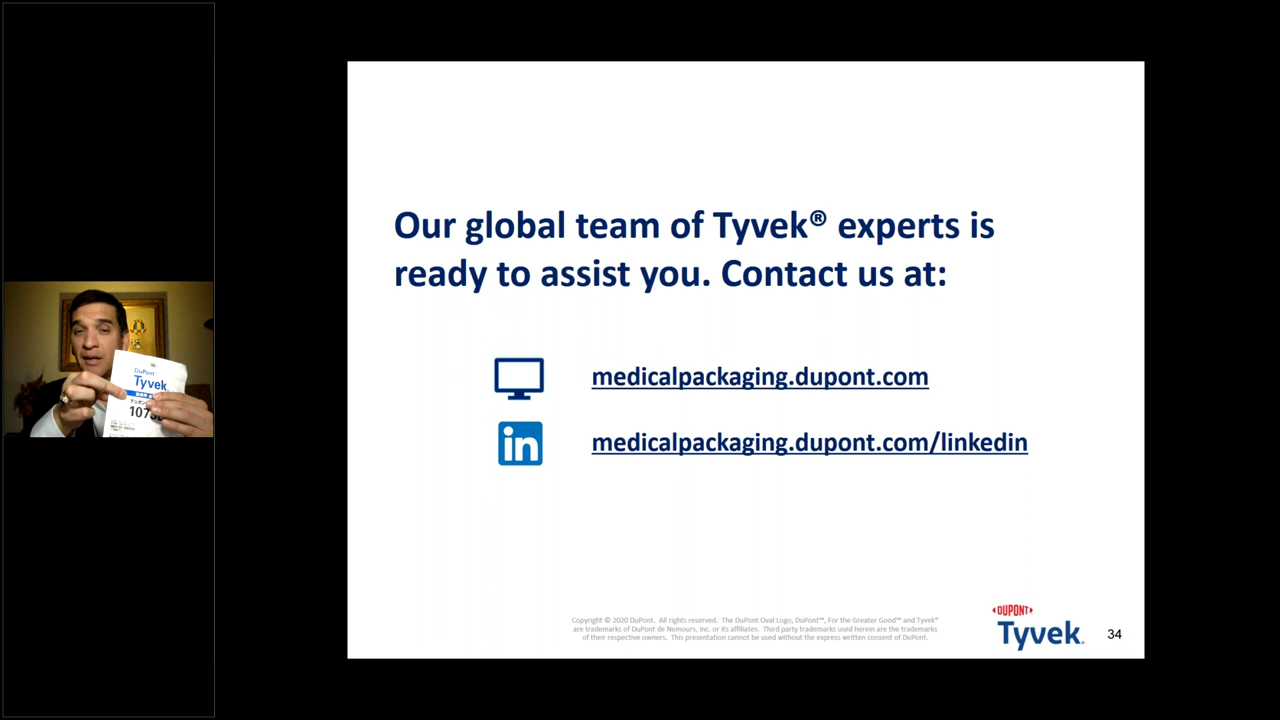 Our global team of Tyvek® experts is
ready to assist you. Contact us at:
medicalpackaging.dupont.com
in
medicalpackaging.dupont.com/linkedin
Copyright © 2020 DuPont. All rights reserved. The DuPont Oval Logo, DuPont™, For the Greater Good™ and Tyvek®
are trademarks of DuPont de Nemours, Inc. or its affiliates. Third party trademarks used herein are the trademarks
of their respective owners. This presentation cannot be used without the express written consent of DuPont.
DUPONT
Tyvek®
34
DuPont™
Tyvek